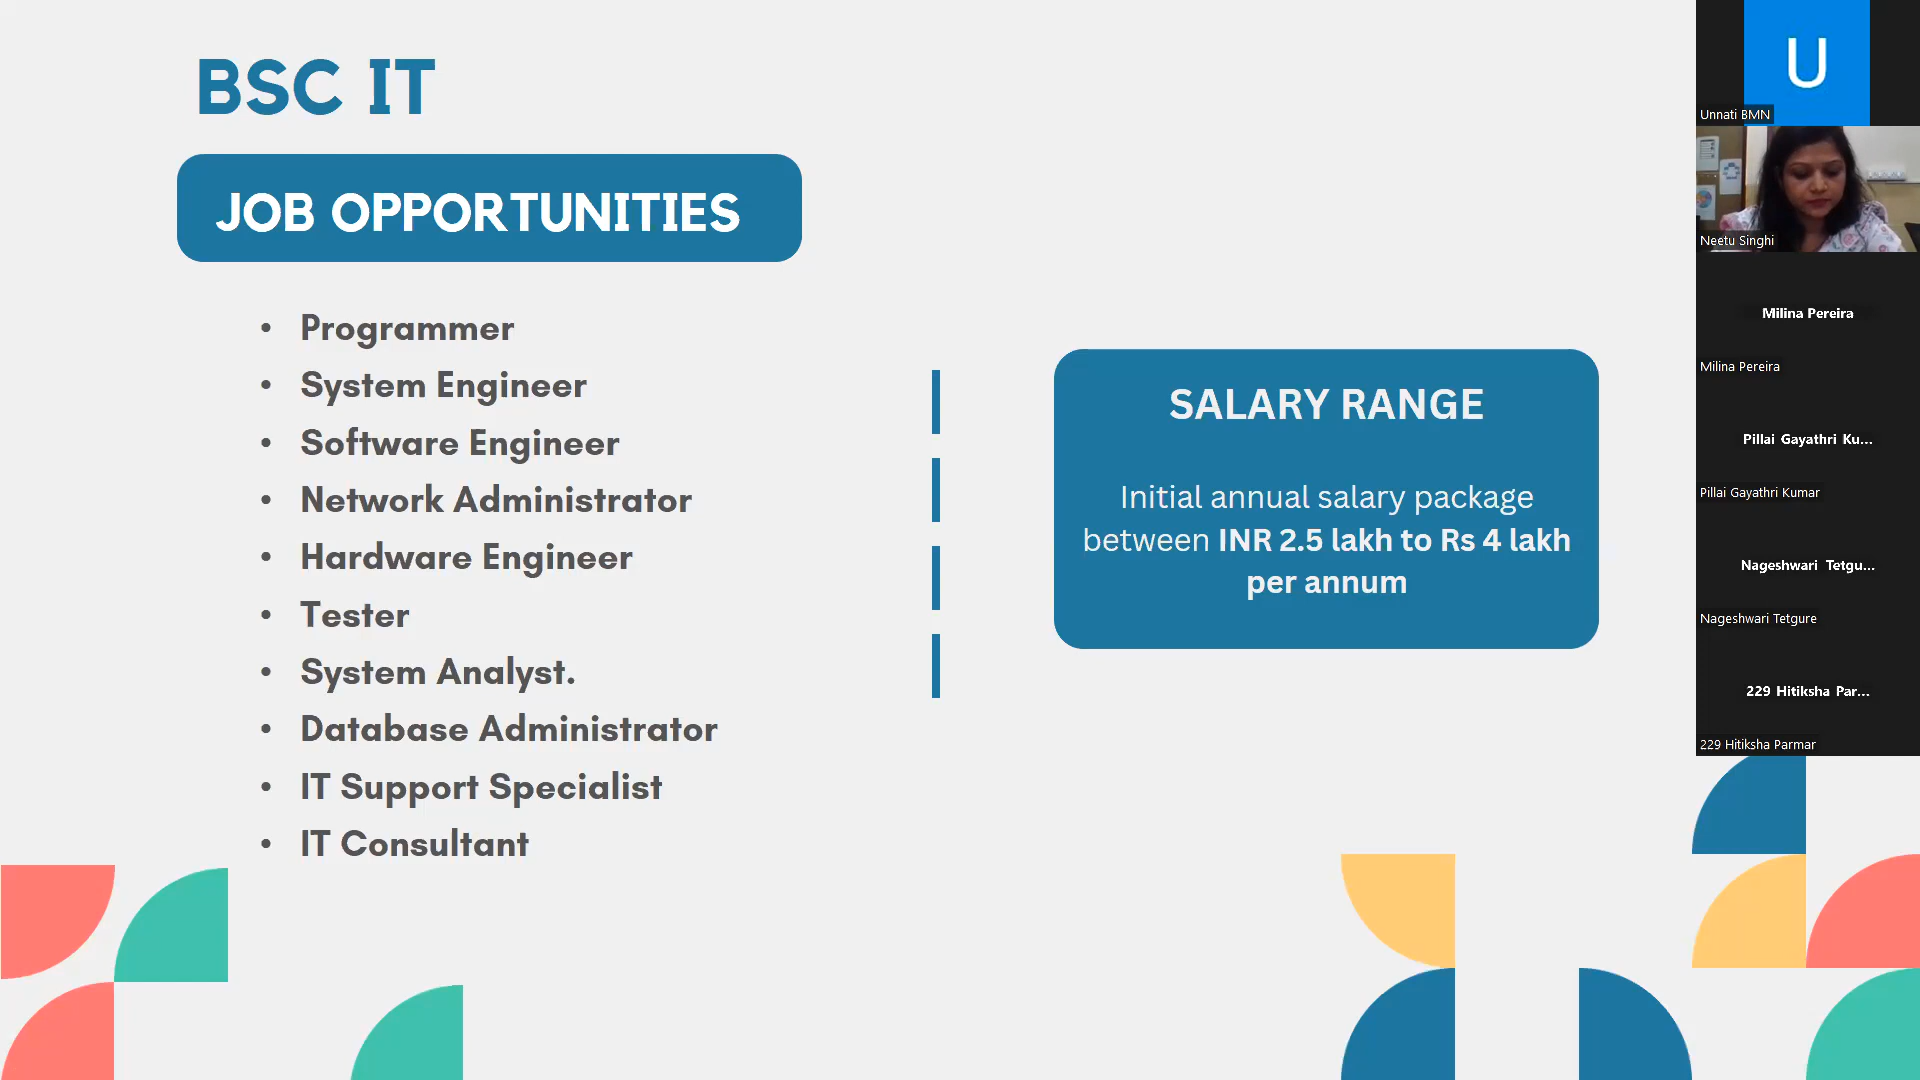 BSC IT
JOB OPPORTUNITIES
• Programmer
• System Engineer
• Software Engineer
• Network Administrator
• Hardware Engineer
• Tester
• System Analyst.
• Database Administrator
• IT Support Specialist
• IT Consultant
SALARY RANGE
Initial annual salary package
between INR 2.5 lakh to Rs 4 lakh
per annum
U
Unnati BMN
Neetu Singhi
Milina Pereira
Milina Pereira
Pillai Gayathri Ku...
Pillai Gayathri Kumar
Nageshwari Tetgu...
Nageshwari Tetgure
229 Hitiksha Par...
229 Hitiksha Parmar